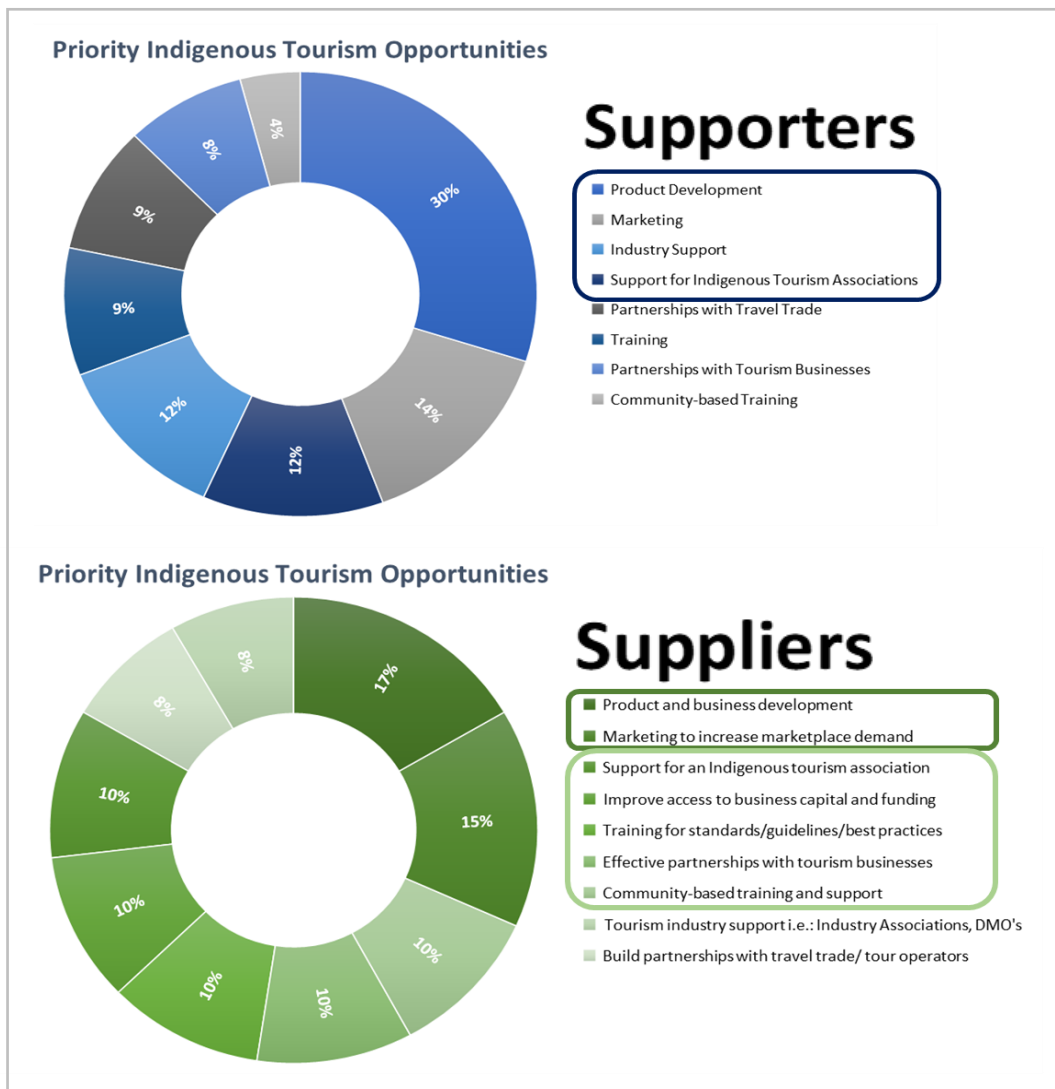 Priority Indigenous Tourism Opportunities
Supporters
4%
8%
30%
9%
9%
12%
14%
12%
Product Development
Marketing
Industry Support
Support for Indigenous Tourism Associations
Partnerships with Travel Trade
Training
Partnerships with Tourism Businesses
Community-based Training
Priority Indigenous Tourism Opportunities
Suppliers
8%
17%
8%
10%
15%
10%
10%
10%
10%
Product and business development
Marketing to increase marketplace demand
Support for an Indigenous tourism association
Improve access to business capital and funding
Training for standards/guidelines/best practices
Effective partnerships with tourism businesses
Community-based training and support
Tourism industry support i.e.: Industry Associations, DMO's
Build partnerships with travel trade/ tour operators